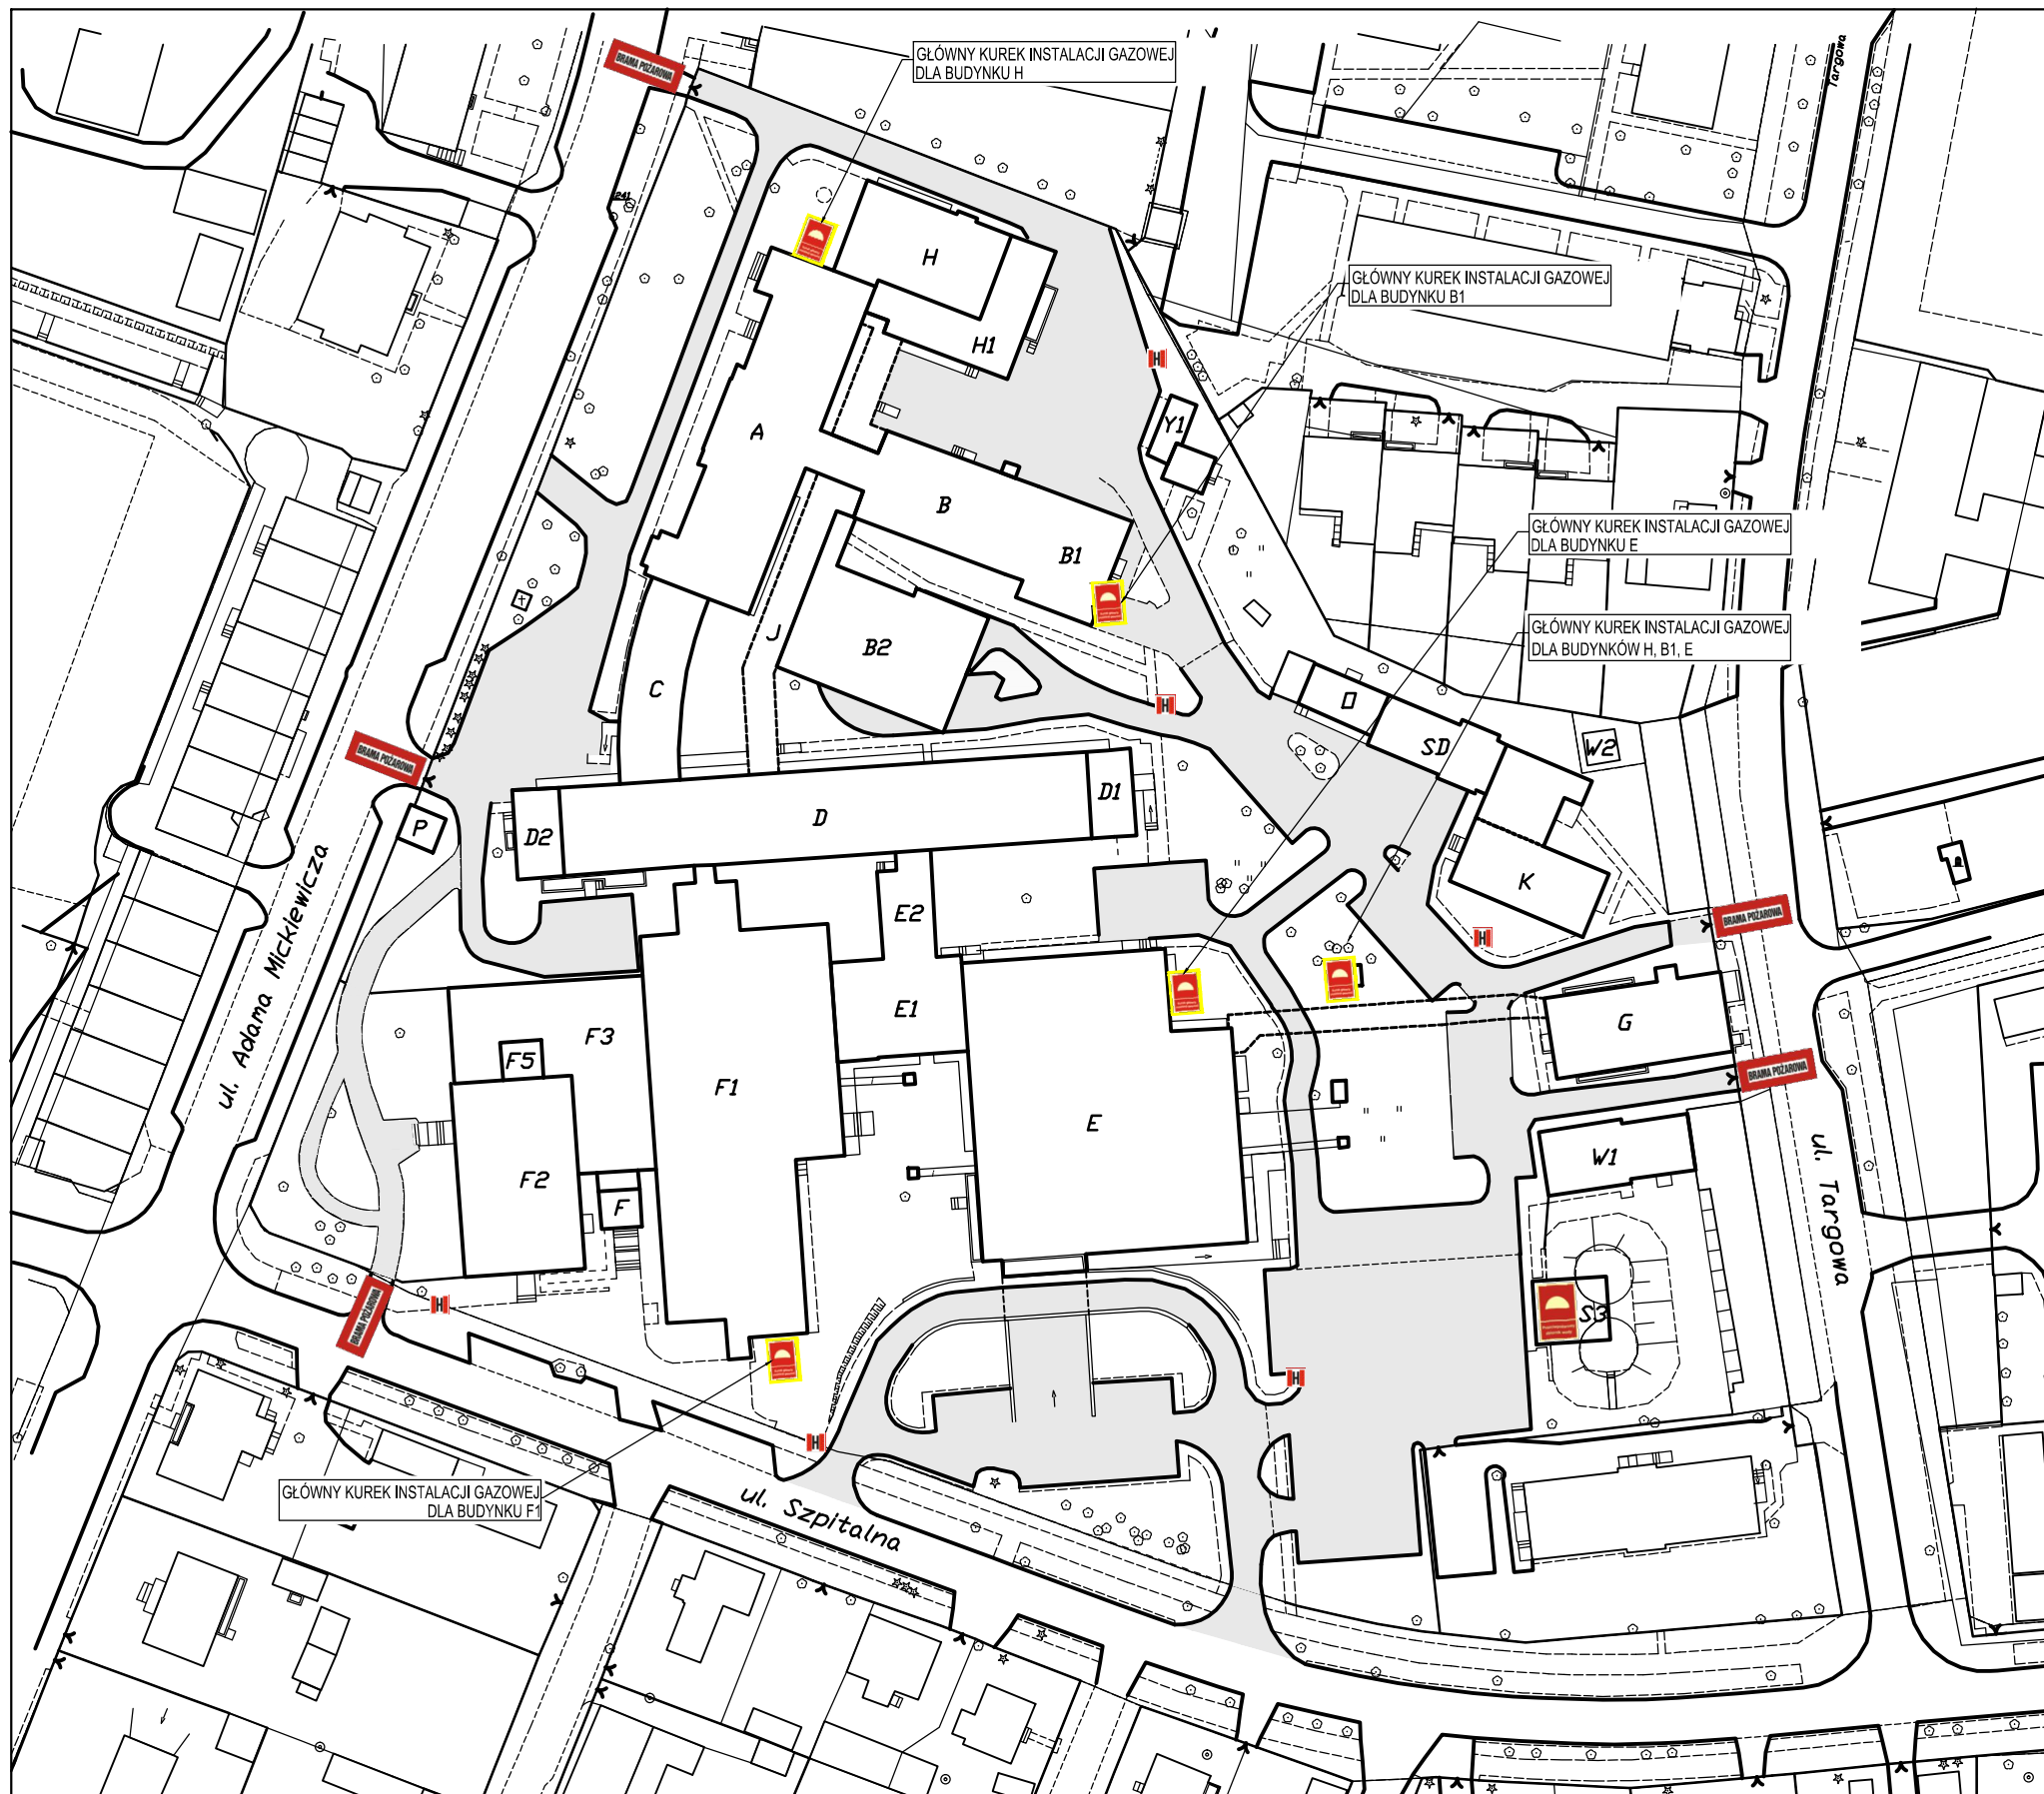 BRAMA POŻAROWA
GŁÓWNY KUREK INSTALACJI GAZOWEJ
DLA BUDYNKU H
Targowa
241
H
GŁÓWNY KUREK INSTALACJI GAZOWEJ
DLA BUDYNKU B1
H1
H
A
Y1
B
GŁÓWNY KUREK INSTALACJI GAZOWEJ
DLA BUDYNKU E
B1
GŁÓWNY KUREK INSTALACJI GAZOWEJ
DLA BUDYNKÓW H, B1, E
J
B2
C
O
H
SD
W2
BRAMA POŻAROWA
P
D2
D
D1
K
E2
BRAMA POŻAROWA
H
ul. Adama Mickiewicza
E1
F3
F5
F1
G
BRAMA POŻAROWA
E
W1
F2
F
ul. Targowa
BRAMA POŻAROWA
H
S3
H
H
GŁÓWNY KUREK INSTALACJI GAZOWEJ
DLA BUDYNKU F1
ul. Szpitalna